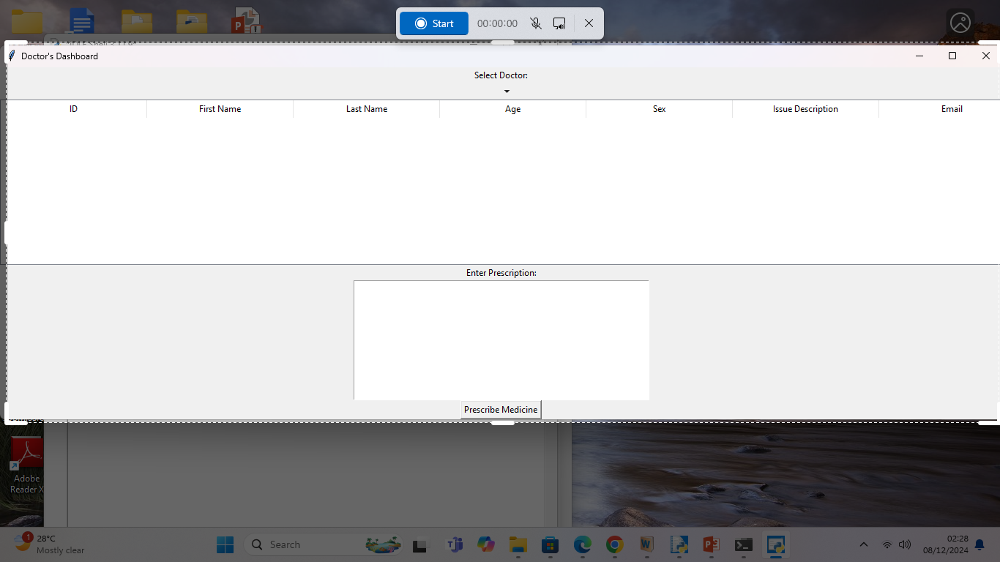 Start
00:00:00
Doctor's Dashboard
Select Doctor:
ID First Name Last Name Age Sex Issue Description Email
Enter Prescription:
Prescribe Medicine
Adobe
Reader X
1
28°C
Mostly clear
Search
02:28
08/12/2024